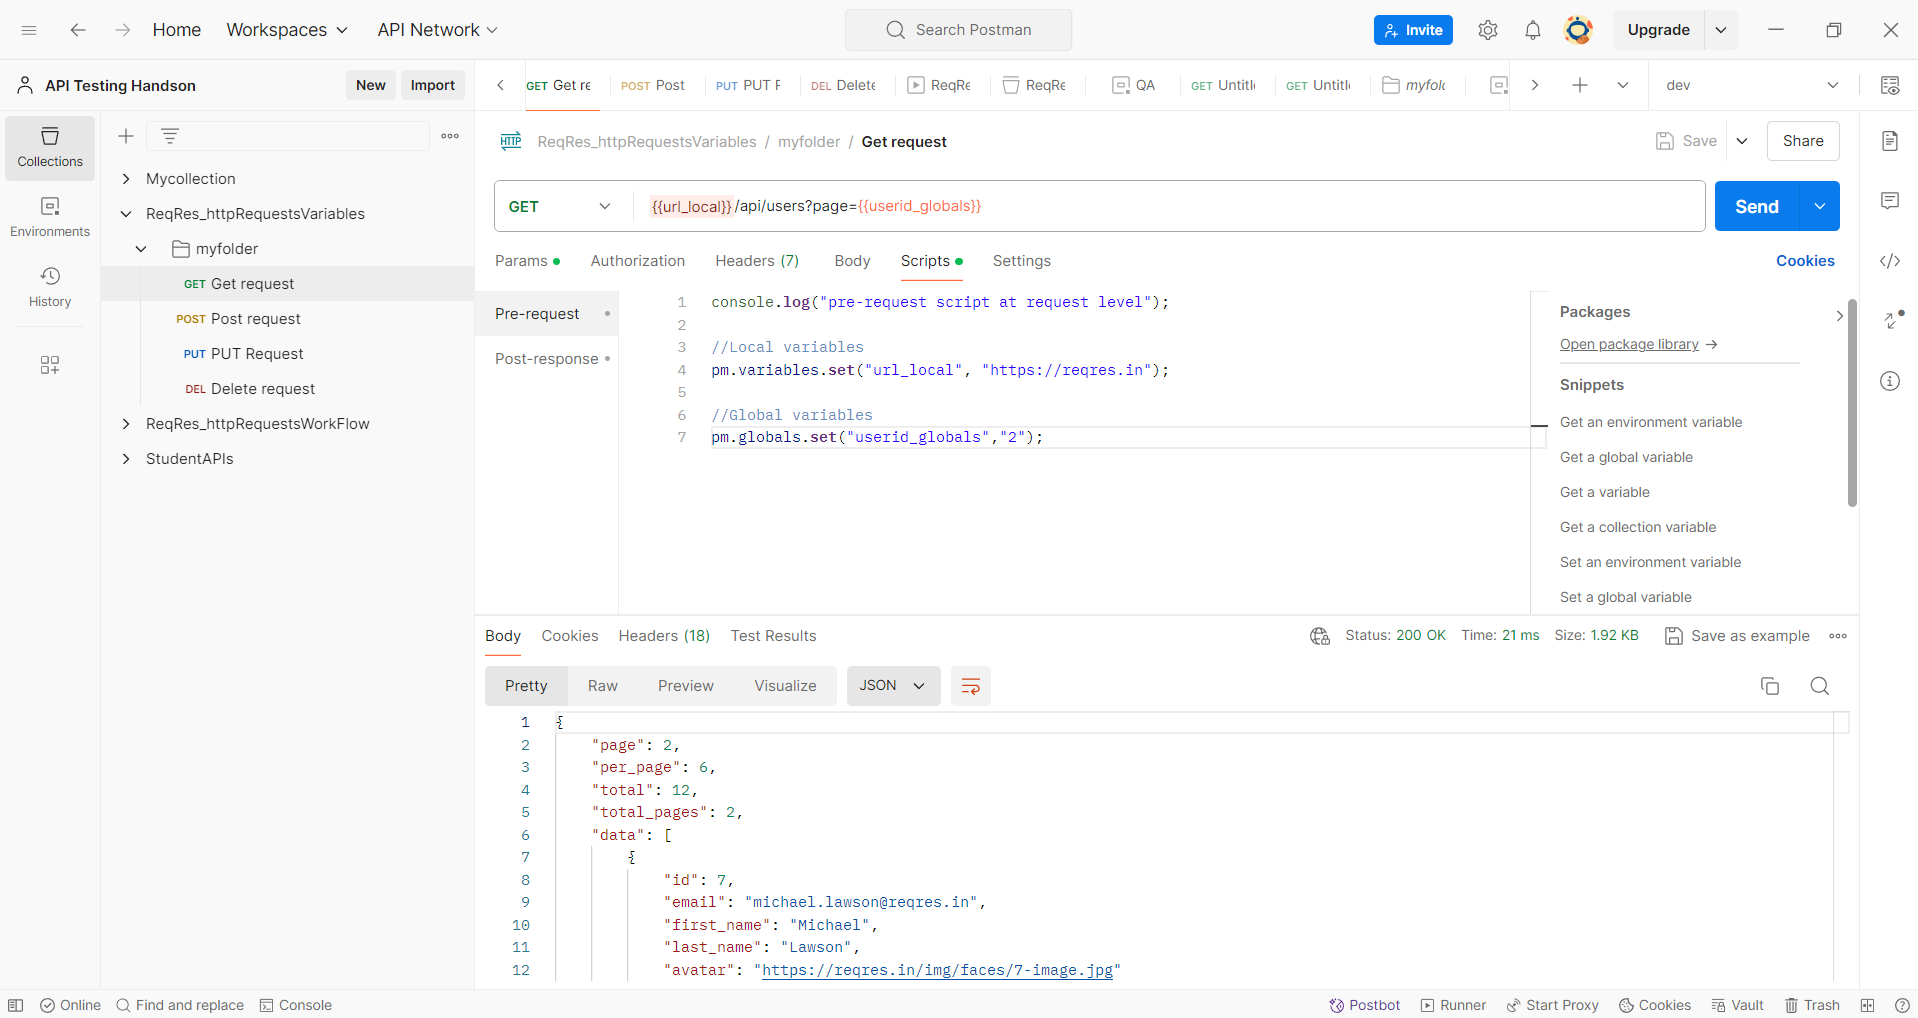 Home Workspaces API Network Search Postman Invite Upgrade
API Testing Handson New Import
GET Get re POST Post PUT PUT F DEL Delete ReqRe ReqRe QA GET Untitl GET Untitl myfolc dev
Collections
Environments
History
Mycollection
ReqRes_httpRequestsVariables
myfolder
GET Get request
POST Post request
PUT PUT Request
DEL Delete request
ReqRes_httpRequestsWorkFlow
StudentAPIs
HTTP ReqRes_httpRequestsVariables / myfolder / Get request Save Share
GET {{url_local}}/api/users?page={{userid_globals}} Send
Params Authorization Headers (7) Body Scripts Settings Cookies
Pre-request
Post-response
1 console.log("pre-request script at request level");
2
3 //Local variables
4 pm.variables.set("url_local", "https://reqres.in");
5
6 //Global variables
7 pm.globals.set("userid_globals","2");
Packages
Open package library →
Snippets
Get an environment variable
Get a global variable
Get a variable
Get a collection variable
Set an environment variable
Set a global variable
Body Cookies Headers (18) Test Results Status: 200 OK Time: 21 ms Size: 1.92 KB Save as example
Pretty Raw Preview Visualize JSON
1 {
2 "page": 2,
3 "per_page": 6,
4 "total": 12,
5 "total_pages": 2,
6 "data": [
7 {
8 "id": 7,
9 "email": "michael.lawson@reqres.in",
10 "first_name": "Michael",
11 "last_name": "Lawson",
12 "avatar": "https://reqres.in/img/faces/7-image.jpg"
Online Find and replace Console Postbot Runner Start Proxy Cookies Vault Trash